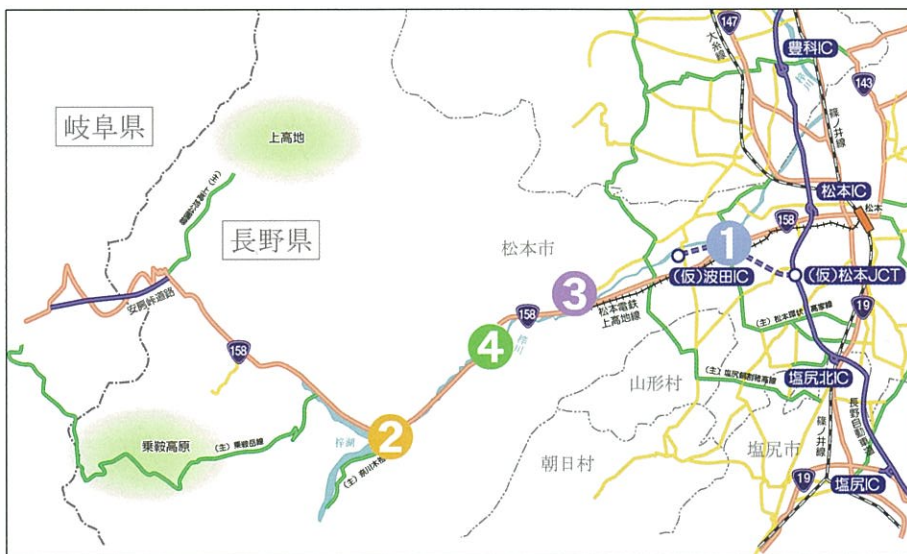 147
大糸線
豊科IC
梓川
143
篠ノ井線
岐阜県
上高地
長野県
松本市
松本IC
松本
158
1
(仮)波田IC
(仮)松本JCT
3
158
松本電鉄
上高地線
安房峠道路
19
4
梓川
158
山形村
塩尻北IC
2
乗鞍高原
(主)乗鞍岳線
梓湖
朝日村
塩尻市
篠ノ井線
長野自動車道
19
塩尻IC